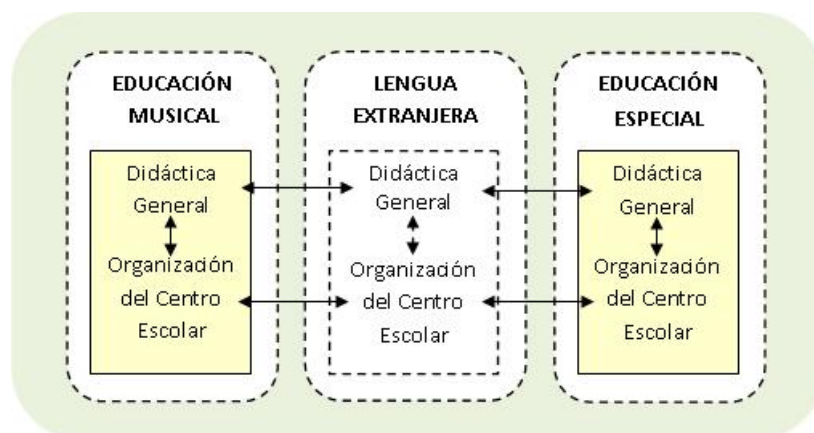 EDUCACIÓN
MUSICAL
Didáctica
General
Organización
del Centro
Escolar
LENGUA
EXTRANJERA
Didáctica
General
Organización
del Centro
Escolar
EDUCACIÓN
ESPECIAL
Didáctica
General
Organización
del Centro
Escolar